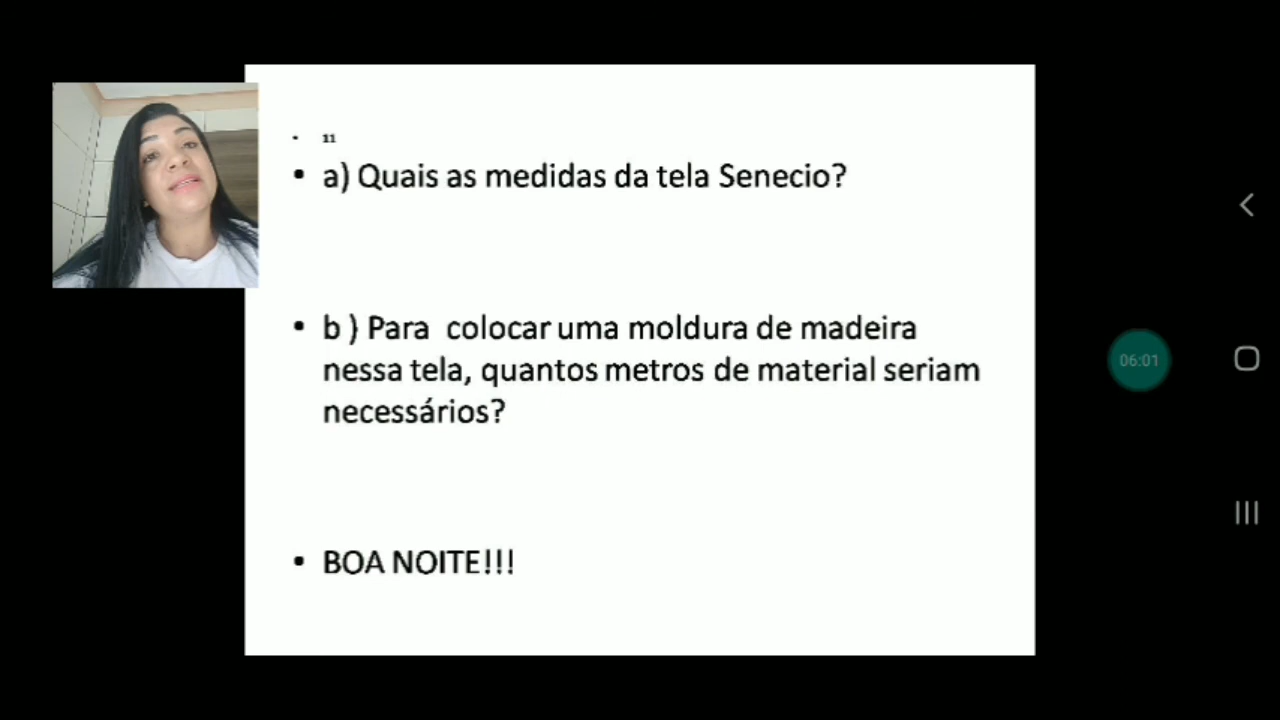 • 11
• a) Quais as medidas da tela Senecio?
• b ) Para colocar uma moldura de madeira
nessa tela, quantos metros de material seriam
necessários?
06:01
• BOA NOITE!!!